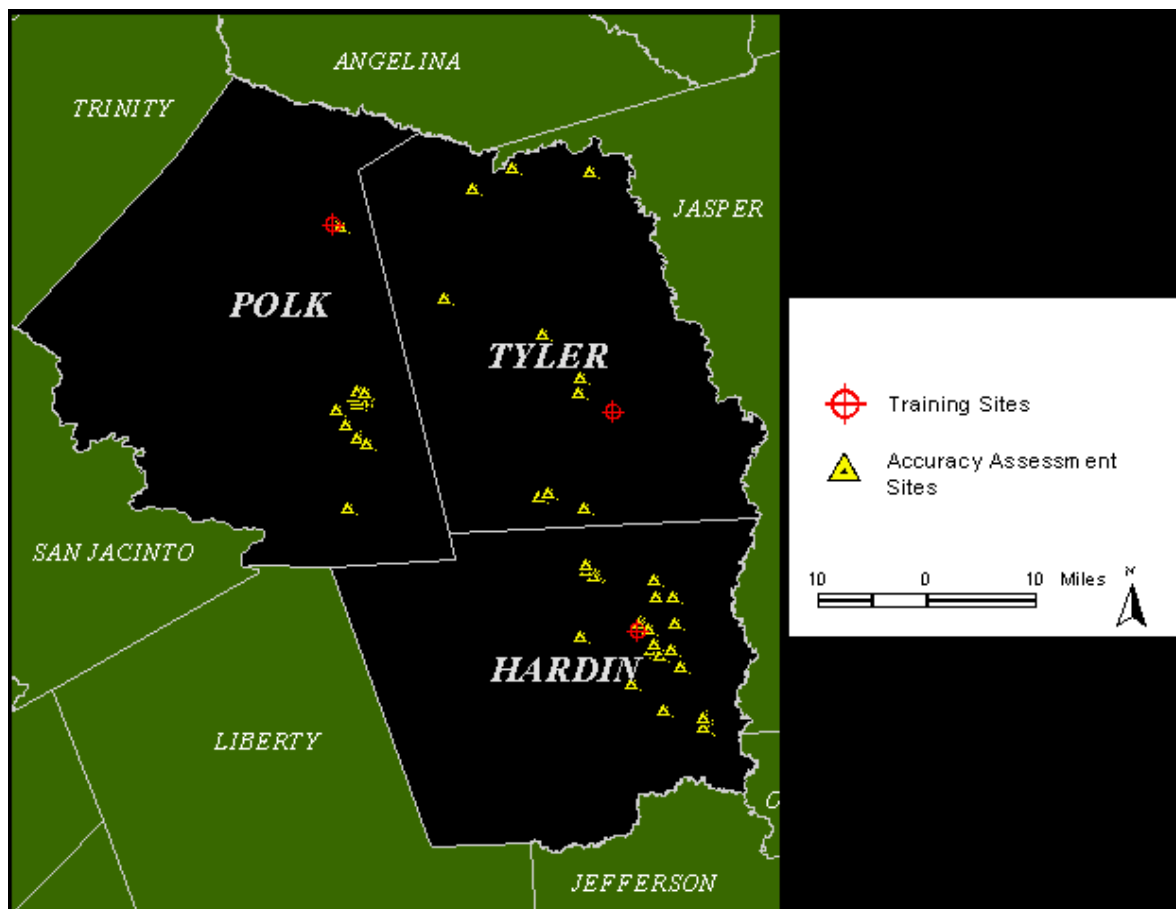 ANGELINA
TRINITY
JASPER
POLK
TYLER
Training Sites
Accuracy Assessment
Sites
SAN JACINTO
10 0 10 Miles
N
HARDIN
LIBERTY
O
JEFFERSON